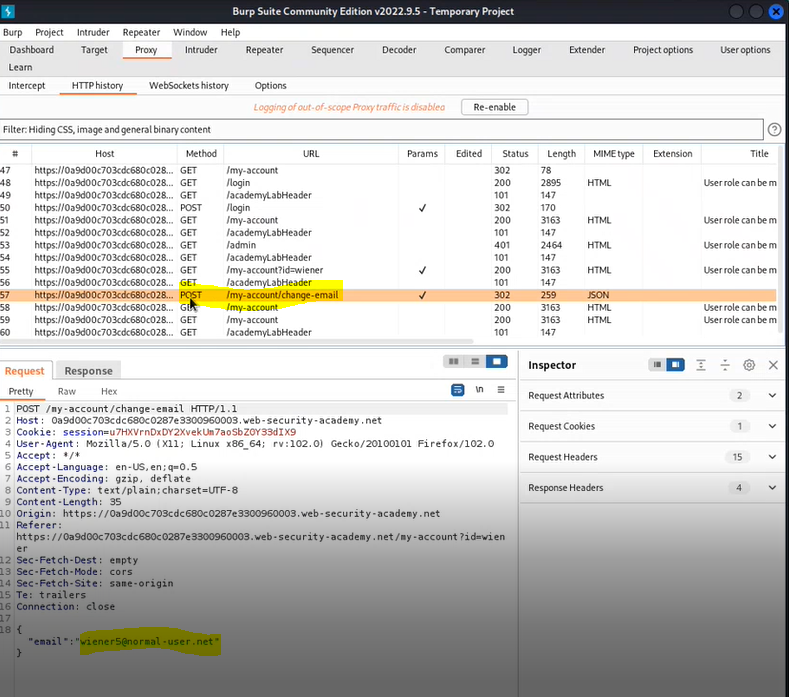 Burp Suite Community Edition v2022.9.5 - Temporary Project
Burp Project Intruder Repeater Window Help
Dashboard Target Proxy Intruder Repeater Sequencer Decoder Comparer Logger Extender Project options User options
Learn
Intercept HTTP history WebSockets history Options
Logging of out-of-scope Proxy traffic is disabled Re-enable
Filter: Hiding CSS, image and general binary content ?
# Host Method URL Params Edited Status Length MIME type Extension Title
47 https://0a9d00c703cdc680c028... GET /my-account 302 78
48 https://0a9d00c703cdc680c028... GET /login 200 2895 HTML User role can be m
49 https://0a9d00c703cdc680c028... GET /academyLabHeader 101 147
50 https://0a9d00c703cdc680c028... POST /login ✓ 302 170
51 https://0a9d00c703cdc680c028... GET /my-account 200 3163 HTML User role can be m
52 https://0a9d00c703cdc680c028... GET /academyLabHeader 101 147
53 https://0a9d00c703cdc680c028... GET /admin 401 2464 HTML User role can be m
54 https://0a9d00c703cdc680c028... GET /academyLabHeader 101 147
55 https://0a9d00c703cdc680c028... GET /my-account?id=wiener ✓ 200 3163 HTML User role can be m
56 https://0a9d00c703cdc680c028... GET /academyLabHeader 101 147
57 https://0a9d00c703cdc680c028... POST /my-account/change-email ✓ 302 259 JSON
58 https://0a9d00c703cdc680c028... GET /my-account 200 3163 HTML User role can be m
59 https://0a9d00c703cdc680c028... GET /my-account 200 3163 HTML User role can be m
60 https://0a9d00c703cdc680c028... GET /academyLabHeader 101 147
Request Response
Pretty Raw Hex \n
1 POST /my-account/change-email HTTP/1.1
2 Host: 0a9d00c703cdc680c0287e3300960003.web-security-academy.net
3 Cookie: session=u7HXVrnDxDY2XvekUm7aoSbZ0Y33dIX9
4 User-Agent: Mozilla/5.0 (X11; Linux x86_64; rv:102.0) Gecko/20100101 Firefox/102.0
5 Accept: */*
6 Accept-Language: en-US,en;q=0.5
7 Accept-Encoding: gzip, deflate
8 Content-Type: text/plain;charset=UTF-8
9 Content-Length: 35
10 Origin: https://0a9d00c703cdc680c0287e3300960003.web-security-academy.net
11 Referer:
https://0a9d00c703cdc680c0287e3300960003.web-security-academy.net/my-account?id=wien
er
12 Sec-Fetch-Dest: empty
13 Sec-Fetch-Mode: cors
14 Sec-Fetch-Site: same-origin
15 Te: trailers
16 Connection: close
17
18 {
"email":"wiener5@normal-user.net"
}
Inspector
Request Attributes 2
Request Cookies 1
Request Headers 15
Response Headers 4